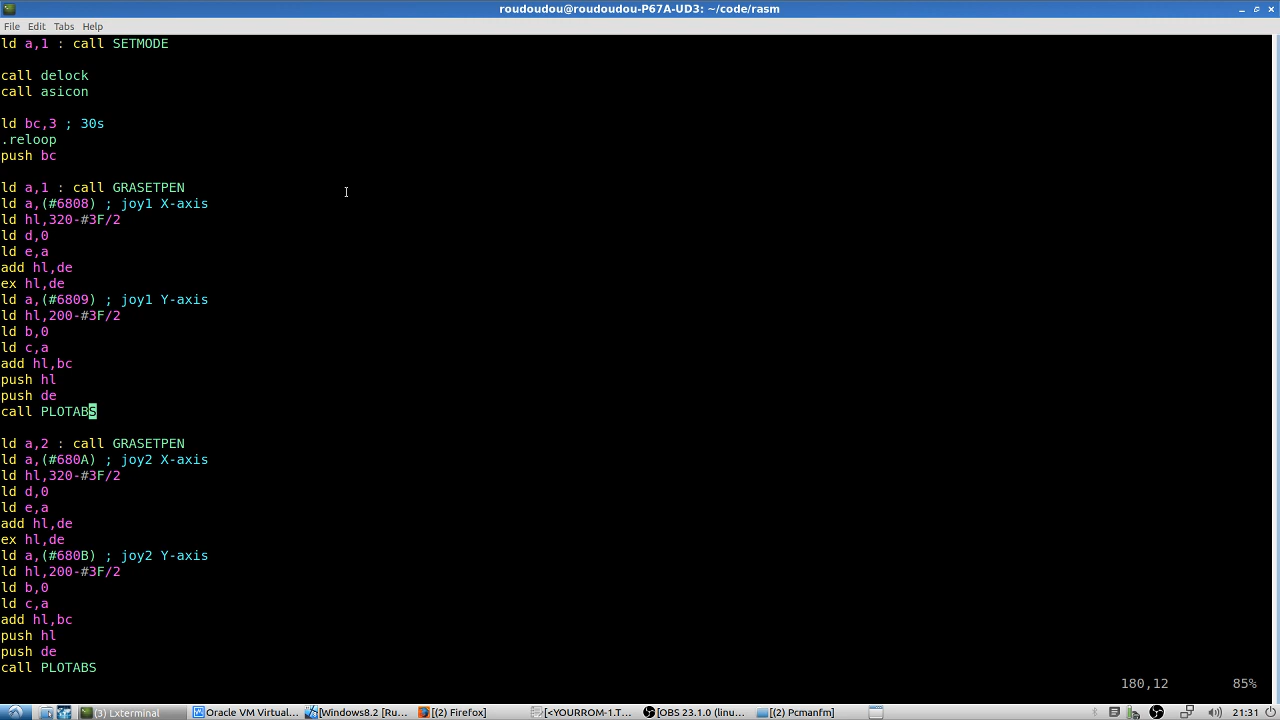 roudoudou@roudoudou-P67A-UD3: ~/code/rasm
File Edit Tabs Help
ld a,1 : call SETMODE
call delock
call asicon
ld bc,3 ; 30s
.reloop
push bc
ld a,1 : call GRASETPEN
ld a,(#6808) ; joy1 X-axis
ld hl,320-#3F/2
ld d,0
ld e,a
add hl,de
ex hl,de
ld a,(#6809) ; joy1 Y-axis
ld hl,200-#3F/2
ld b,0
ld c,a
add hl,bc
push hl
push de
call PLOTABS
ld a,2 : call GRASETPEN
ld a,(#680A) ; joy2 X-axis
ld hl,320-#3F/2
ld d,0
ld e,a
add hl,de
ex hl,de
ld a,(#680B) ; joy2 Y-axis
ld hl,200-#3F/2
ld b,0
ld c,a
add hl,bc
push hl
push de
call PLOTABS
180,12 85%
(3) Lxterminal Oracle VM Virtual... [Windows8.2 [Ru... [(2) Firefox] [<YOURROM-1.T... [OBS 23.1.0 (linu... [(2) Pcmanfm] 21:31